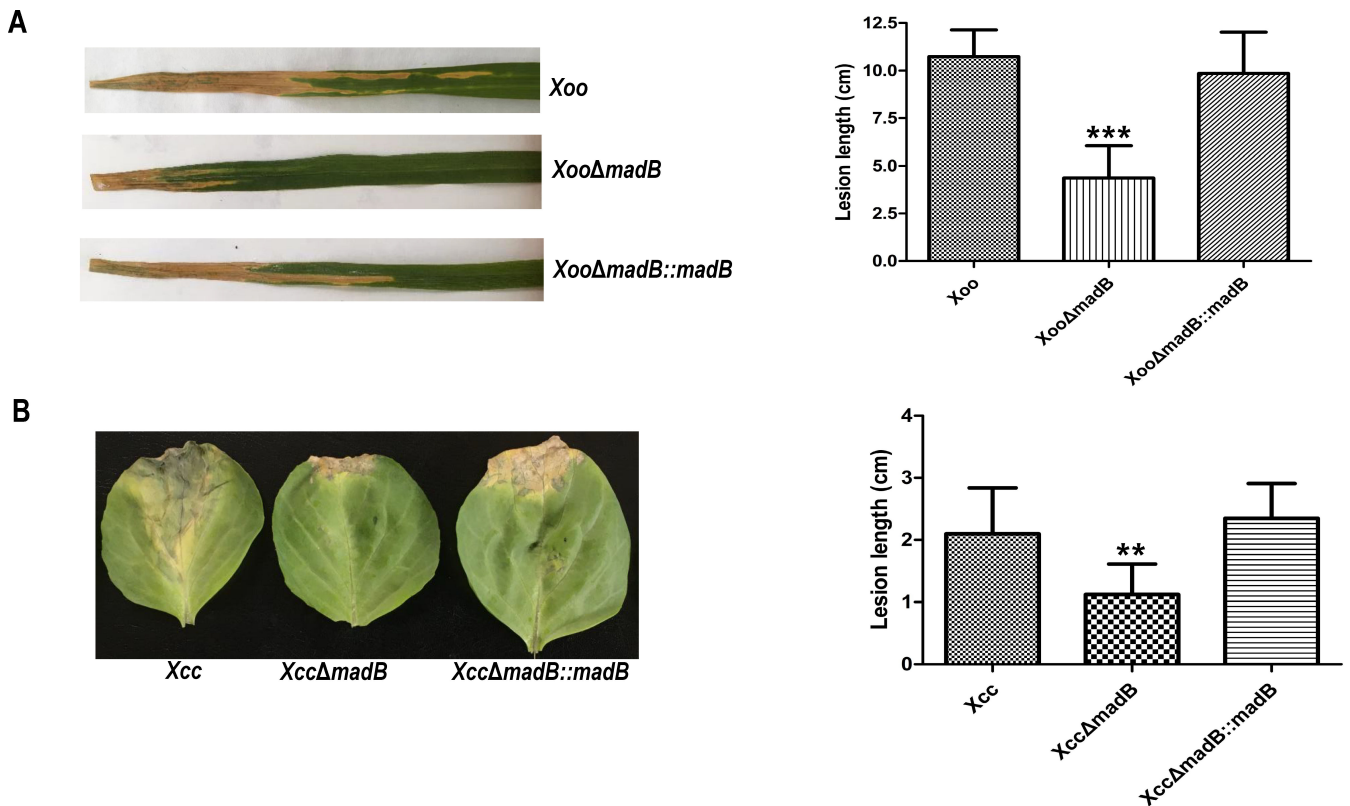 A
Xoo
XooΔmadB
XooΔmadB::madB
12.5
10.0
7.5
5.0
2.5
0.0
Lesion length (cm)
***
Xoo
XooΔmadB
XooΔmadB::madB
B
Xcc
XccΔmadB
XccΔmadB::madB
4
3
2
1
0
Lesion length (cm)
**
Xcc
XccΔmadB
XccΔmadB::madB